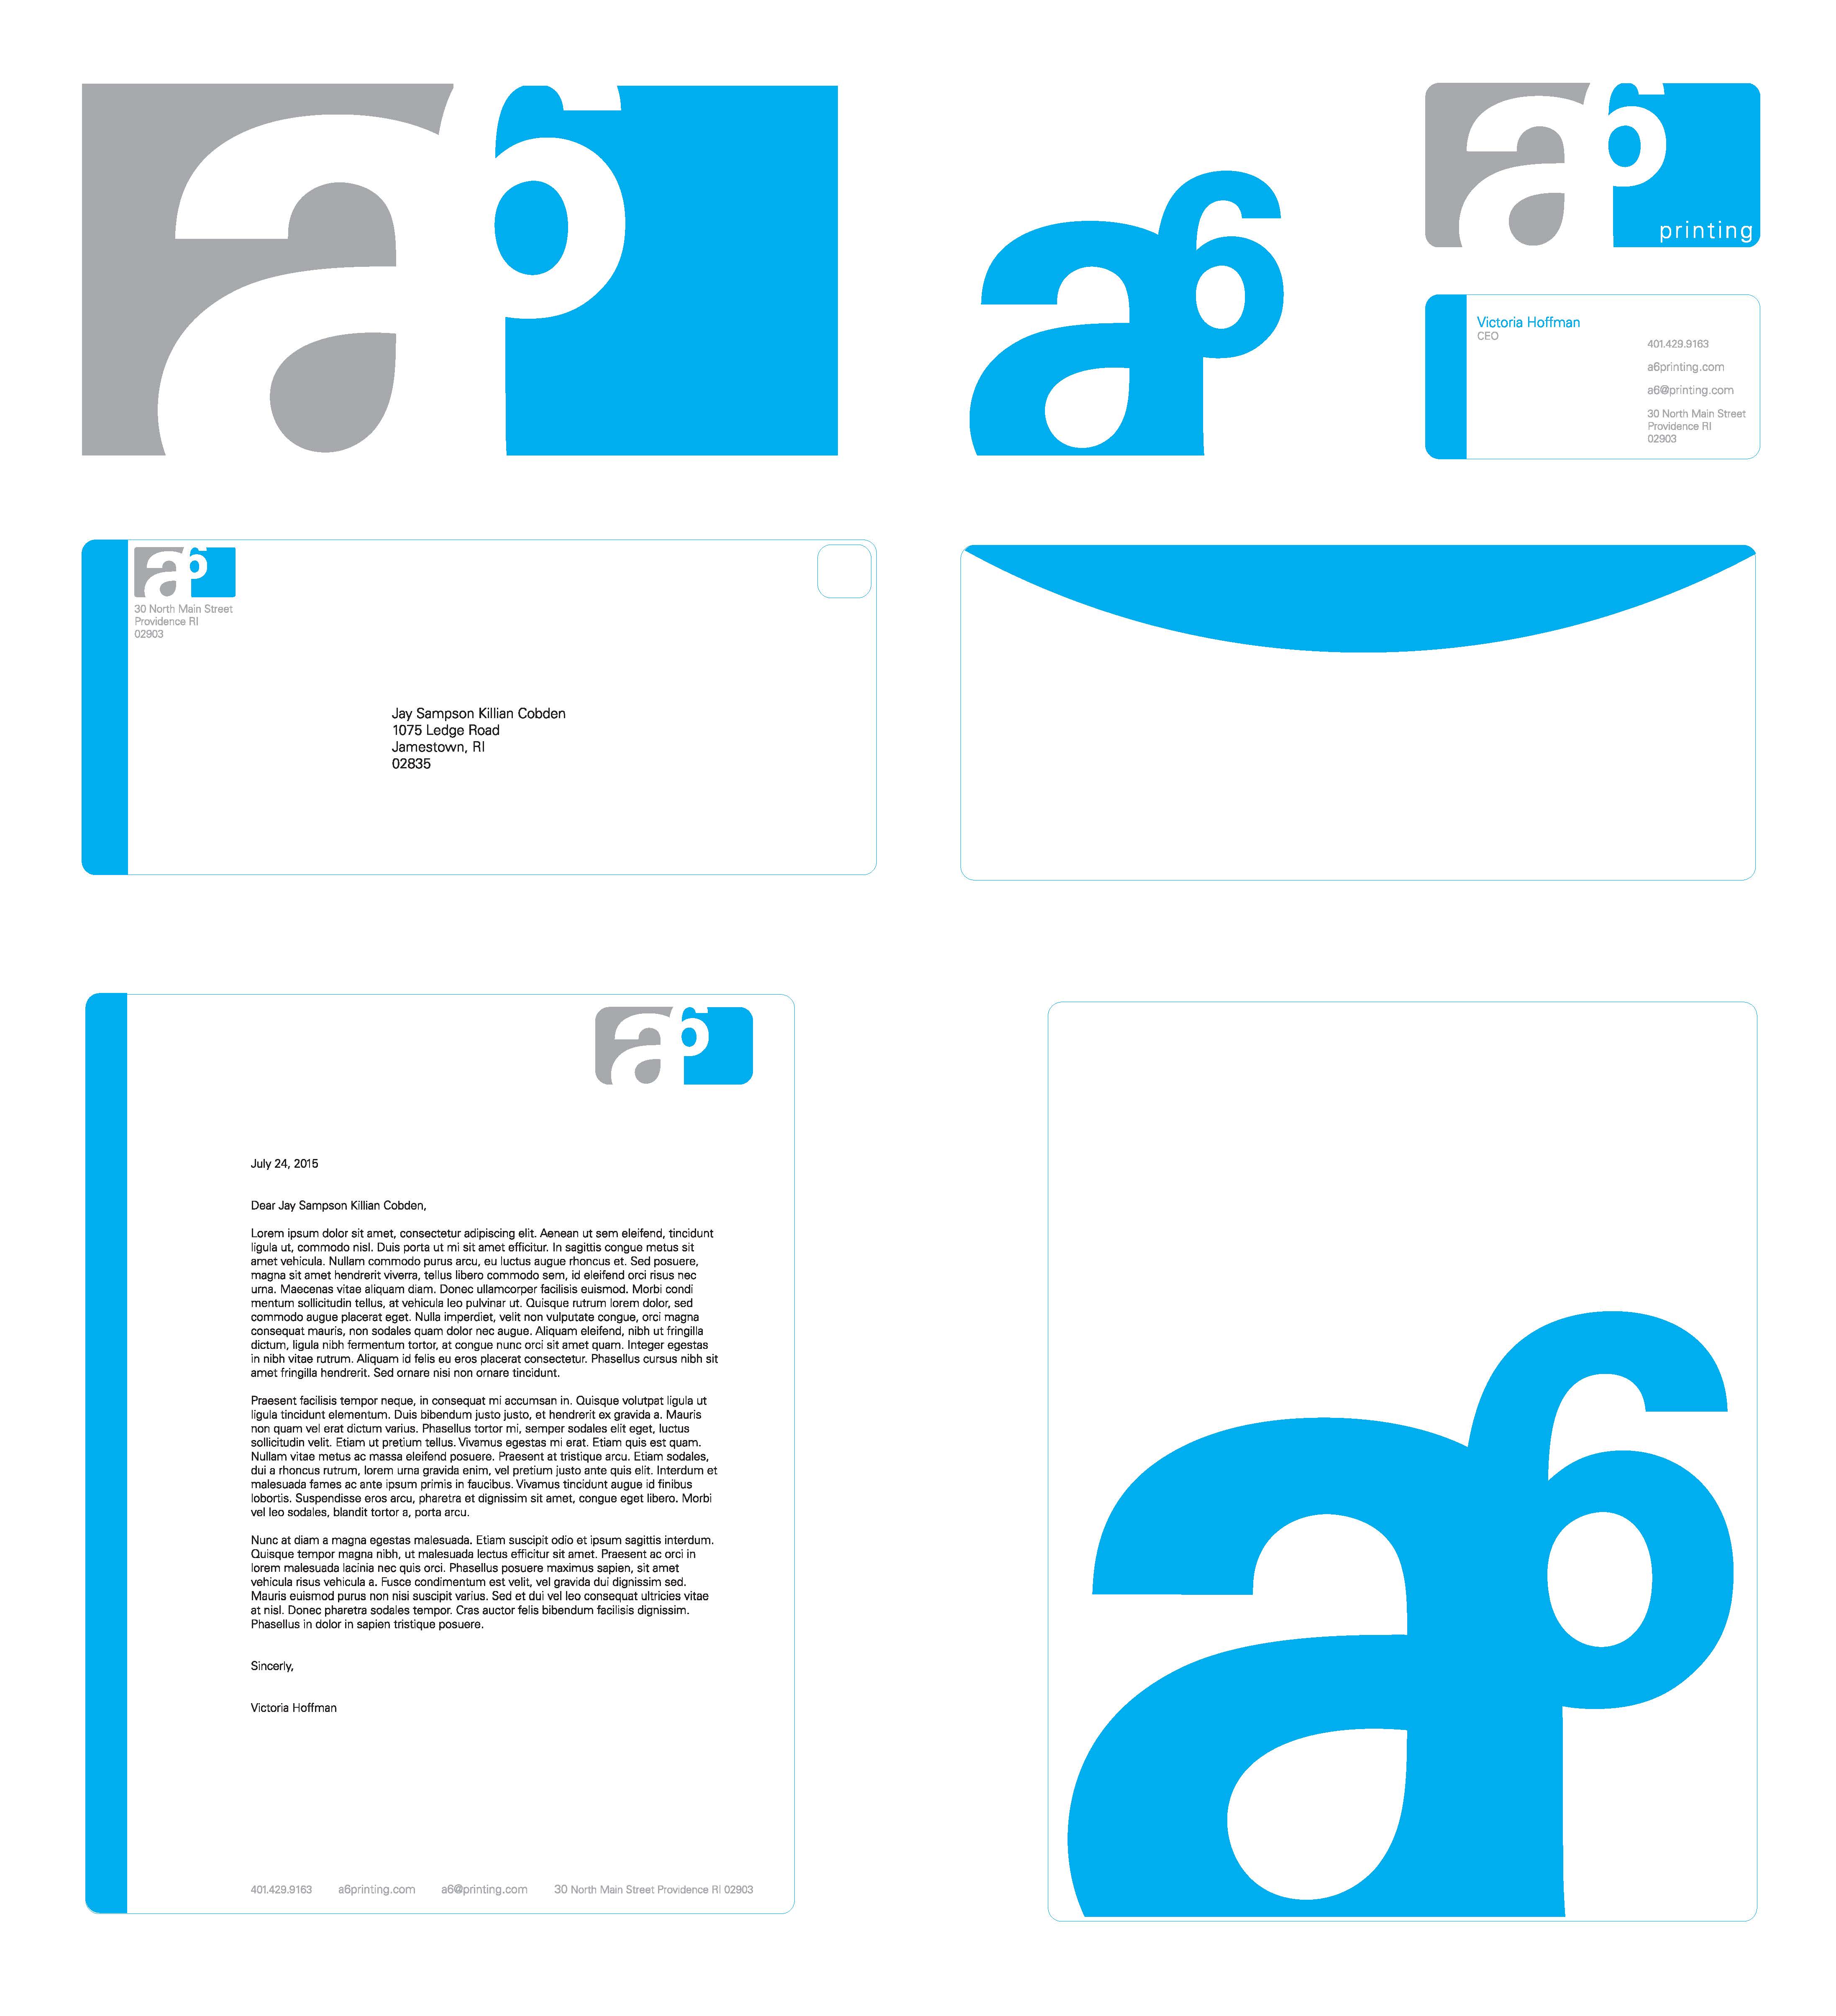 a6
a6
a6
printing
Victoria Hoffman
CEO
401.429.9163
a6printing.com
a6@printing.com
30 North Main Street
Providence RI
02903
a6
30 North Main Street
Providence RI
02903
Jay Sampson Killian Cobden
1075 Ledge Road
Jamestown, RI
02835
a6
July 24, 2015
Dear Jay Sampson Killian Cobden,
Lorem ipsum dolor sit amet, consectetur adipiscing elit. Aenean ut sem eleifend, tincidunt
ligula ut, commodo nisl. Duis porta ut mi sit amet efficitur. In sagittis congue metus sit
amet vehicula. Nullam commodo purus arcu, eu luctus augue rhoncus et. Sed posuere,
magna sit amet hendrerit viverra, tellus libero commodo sem, id eleifend orci risus nec
urna. Maecenas vitae aliquam diam. Donec ullamcorper facilisis euismod. Morbi condi
mentum sollicitudin tellus, at vehicula leo pulvinar ut. Quisque rutrum lorem dolor, sed
commodo augue placerat eget. Nulla imperdiet, velit non vulputate congue, orci magna
consequat mauris, non sodales quam dolor nec augue. Aliquam eleifend, nibh ut fringilla
dictum, ligula nibh fermentum tortor, at congue nunc orci sit amet quam. Integer egestas
in nibh vitae rutrum. Aliquam id felis eu eros placerat consectetur. Phasellus cursus nibh sit
amet fringilla hendrerit. Sed ornare nisi non ornare tincidunt.
Praesent facilisis tempor neque, in consequat mi accumsan in. Quisque volutpat ligula ut
ligula tincidunt elementum. Duis bibendum justo justo, et hendrerit ex gravida a. Mauris
non quam vel erat dictum varius. Phasellus tortor mi, semper sodales elit eget, luctus
sollicitudin velit. Etiam ut pretium tellus. Vivamus egestas mi erat. Etiam quis est quam.
Nullam vitae metus ac massa eleifend posuere. Praesent at tristique arcu. Etiam sodales,
dui a rhoncus rutrum, lorem urna gravida enim, vel pretium justo ante quis elit. Interdum et
malesuada fames ac ante ipsum primis in faucibus. Vivamus tincidunt augue id finibus
lobortis. Suspendisse eros arcu, pharetra et dignissim sit amet, congue eget libero. Morbi
vel leo sodales, blandit tortor a, porta arcu.
Nunc at diam a magna egestas malesuada. Etiam suscipit odio et ipsum sagittis interdum.
Quisque tempor magna nibh, ut malesuada lectus efficitur sit amet. Praesent ac orci in
lorem malesuada lacinia nec quis orci. Phasellus posuere maximus sapien, sit amet
vehicula risus vehicula a. Fusce condimentum est velit, vel gravida dui dignissim sed.
Mauris euismod purus non nisi suscipit varius. Sed et dui vel leo consequat ultricies vitae
at nisl. Donec pharetra sodales tempor. Cras auctor felis bibendum facilisis dignissim.
Phasellus in dolor in sapien tristique posuere.
Sincerly,
Victoria Hoffman
401.429.9163 a6printing.com a6@printing.com 30 North Main Street Providence RI 02903
a6